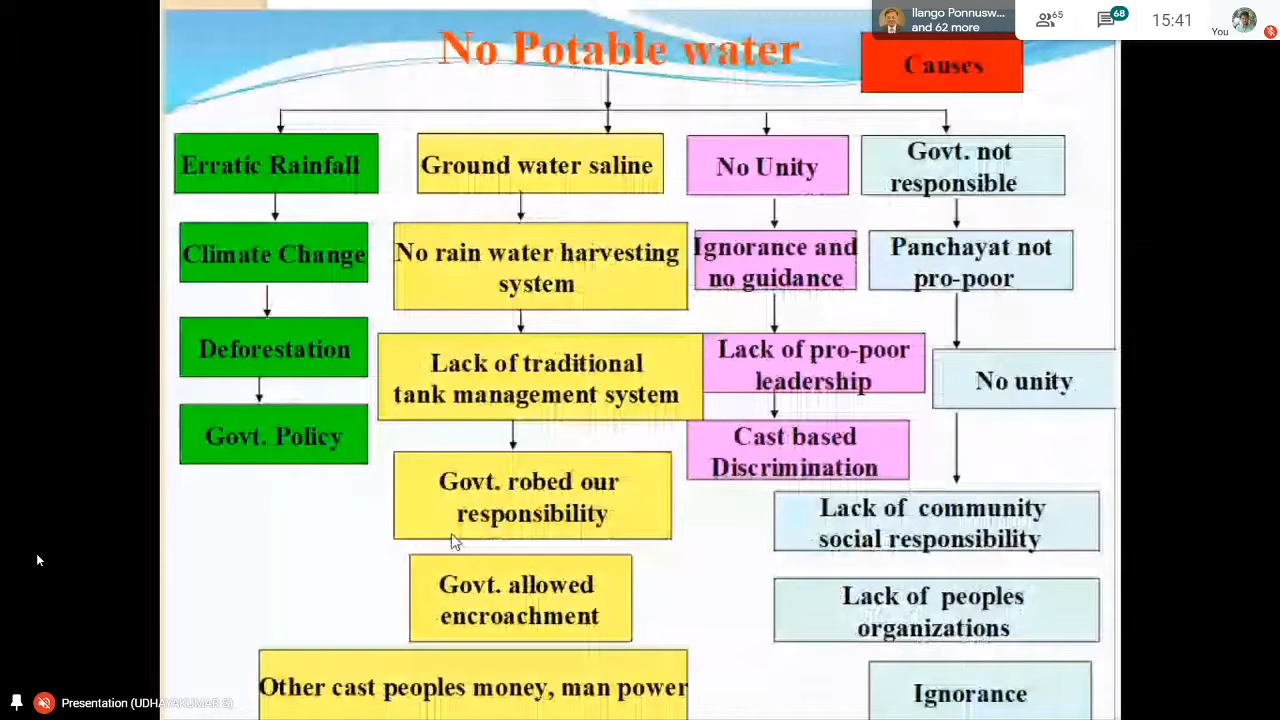 Ilango Ponnusw...
and 62 more
65
68
15:41
You
No Potable water
Causes
Erratic Rainfall
Ground water saline
No Unity
Govt. not
responsible
Climate Change
No rain water harvesting
system
Ignorance and
no guidance
Panchayat not
pro-poor
Deforestation
Lack of traditional
tank management system
Lack of pro-poor
leadership
No unity
Govt. Policy
Cast based
Discrimination
Govt. robed our
responsibility
Lack of community
social responsibility
Govt. allowed
encroachment
Lack of peoples
organizations
Other cast peoples money, man power
Ignorance
Presentation (UDHAYAKUMAR S)